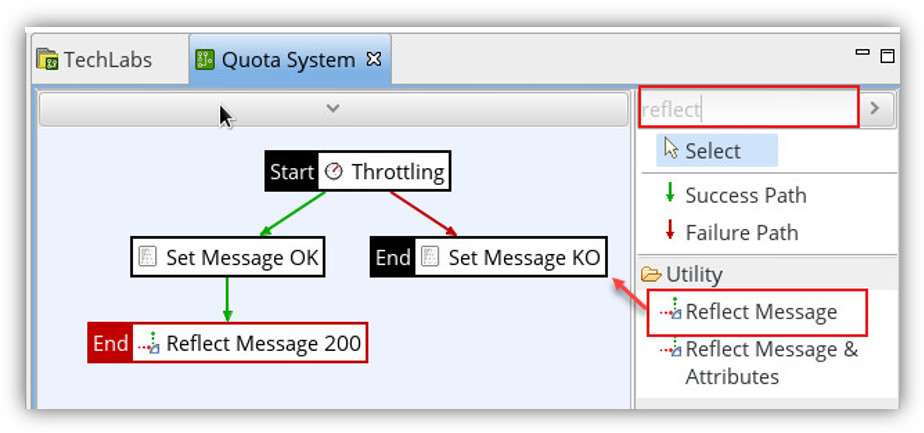 TechLabs
Quota System
reflect
Select
Start Throttling
Success Path
Failure Path
Set Message OK
End Set Message KO
Utility
Reflect Message
End Reflect Message 200
Reflect Message &
Attributes